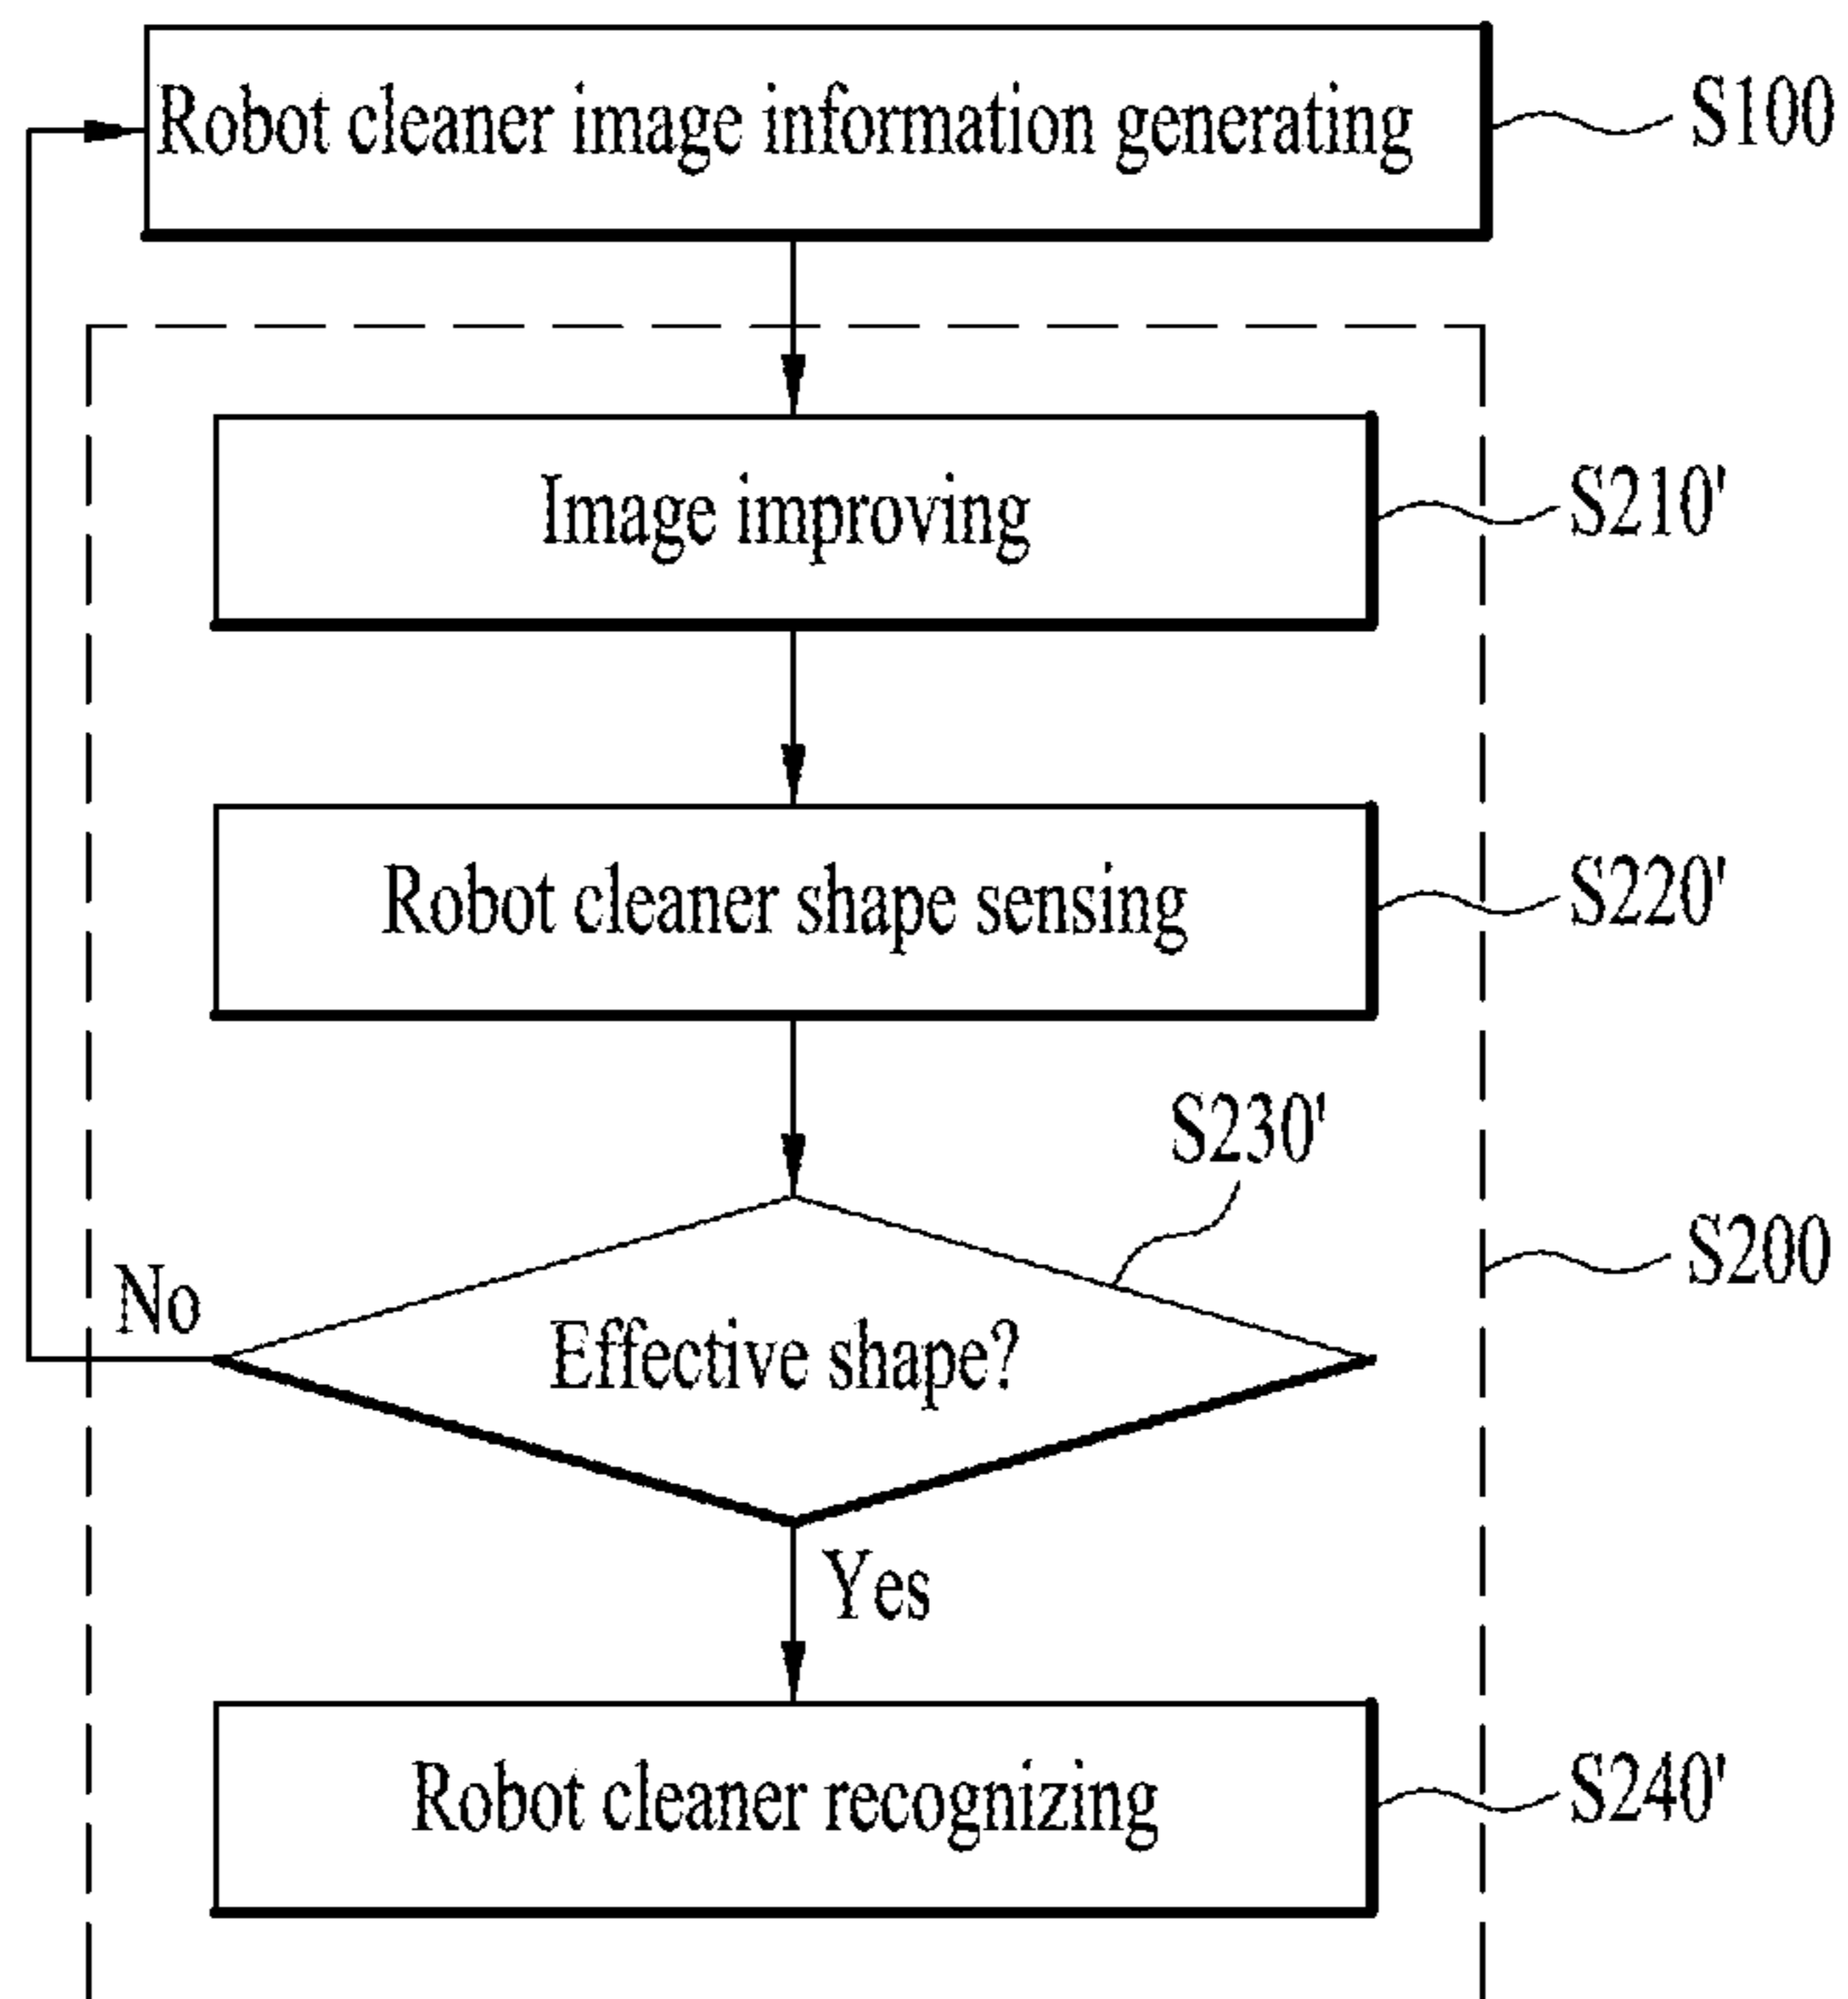 Robot cleaner image information generating
S100
Image improving
S210'
Robot cleaner shape sensing
S220'
S230'
S200
No
Effective shape?
Yes
Robot cleaner recognizing
S240'